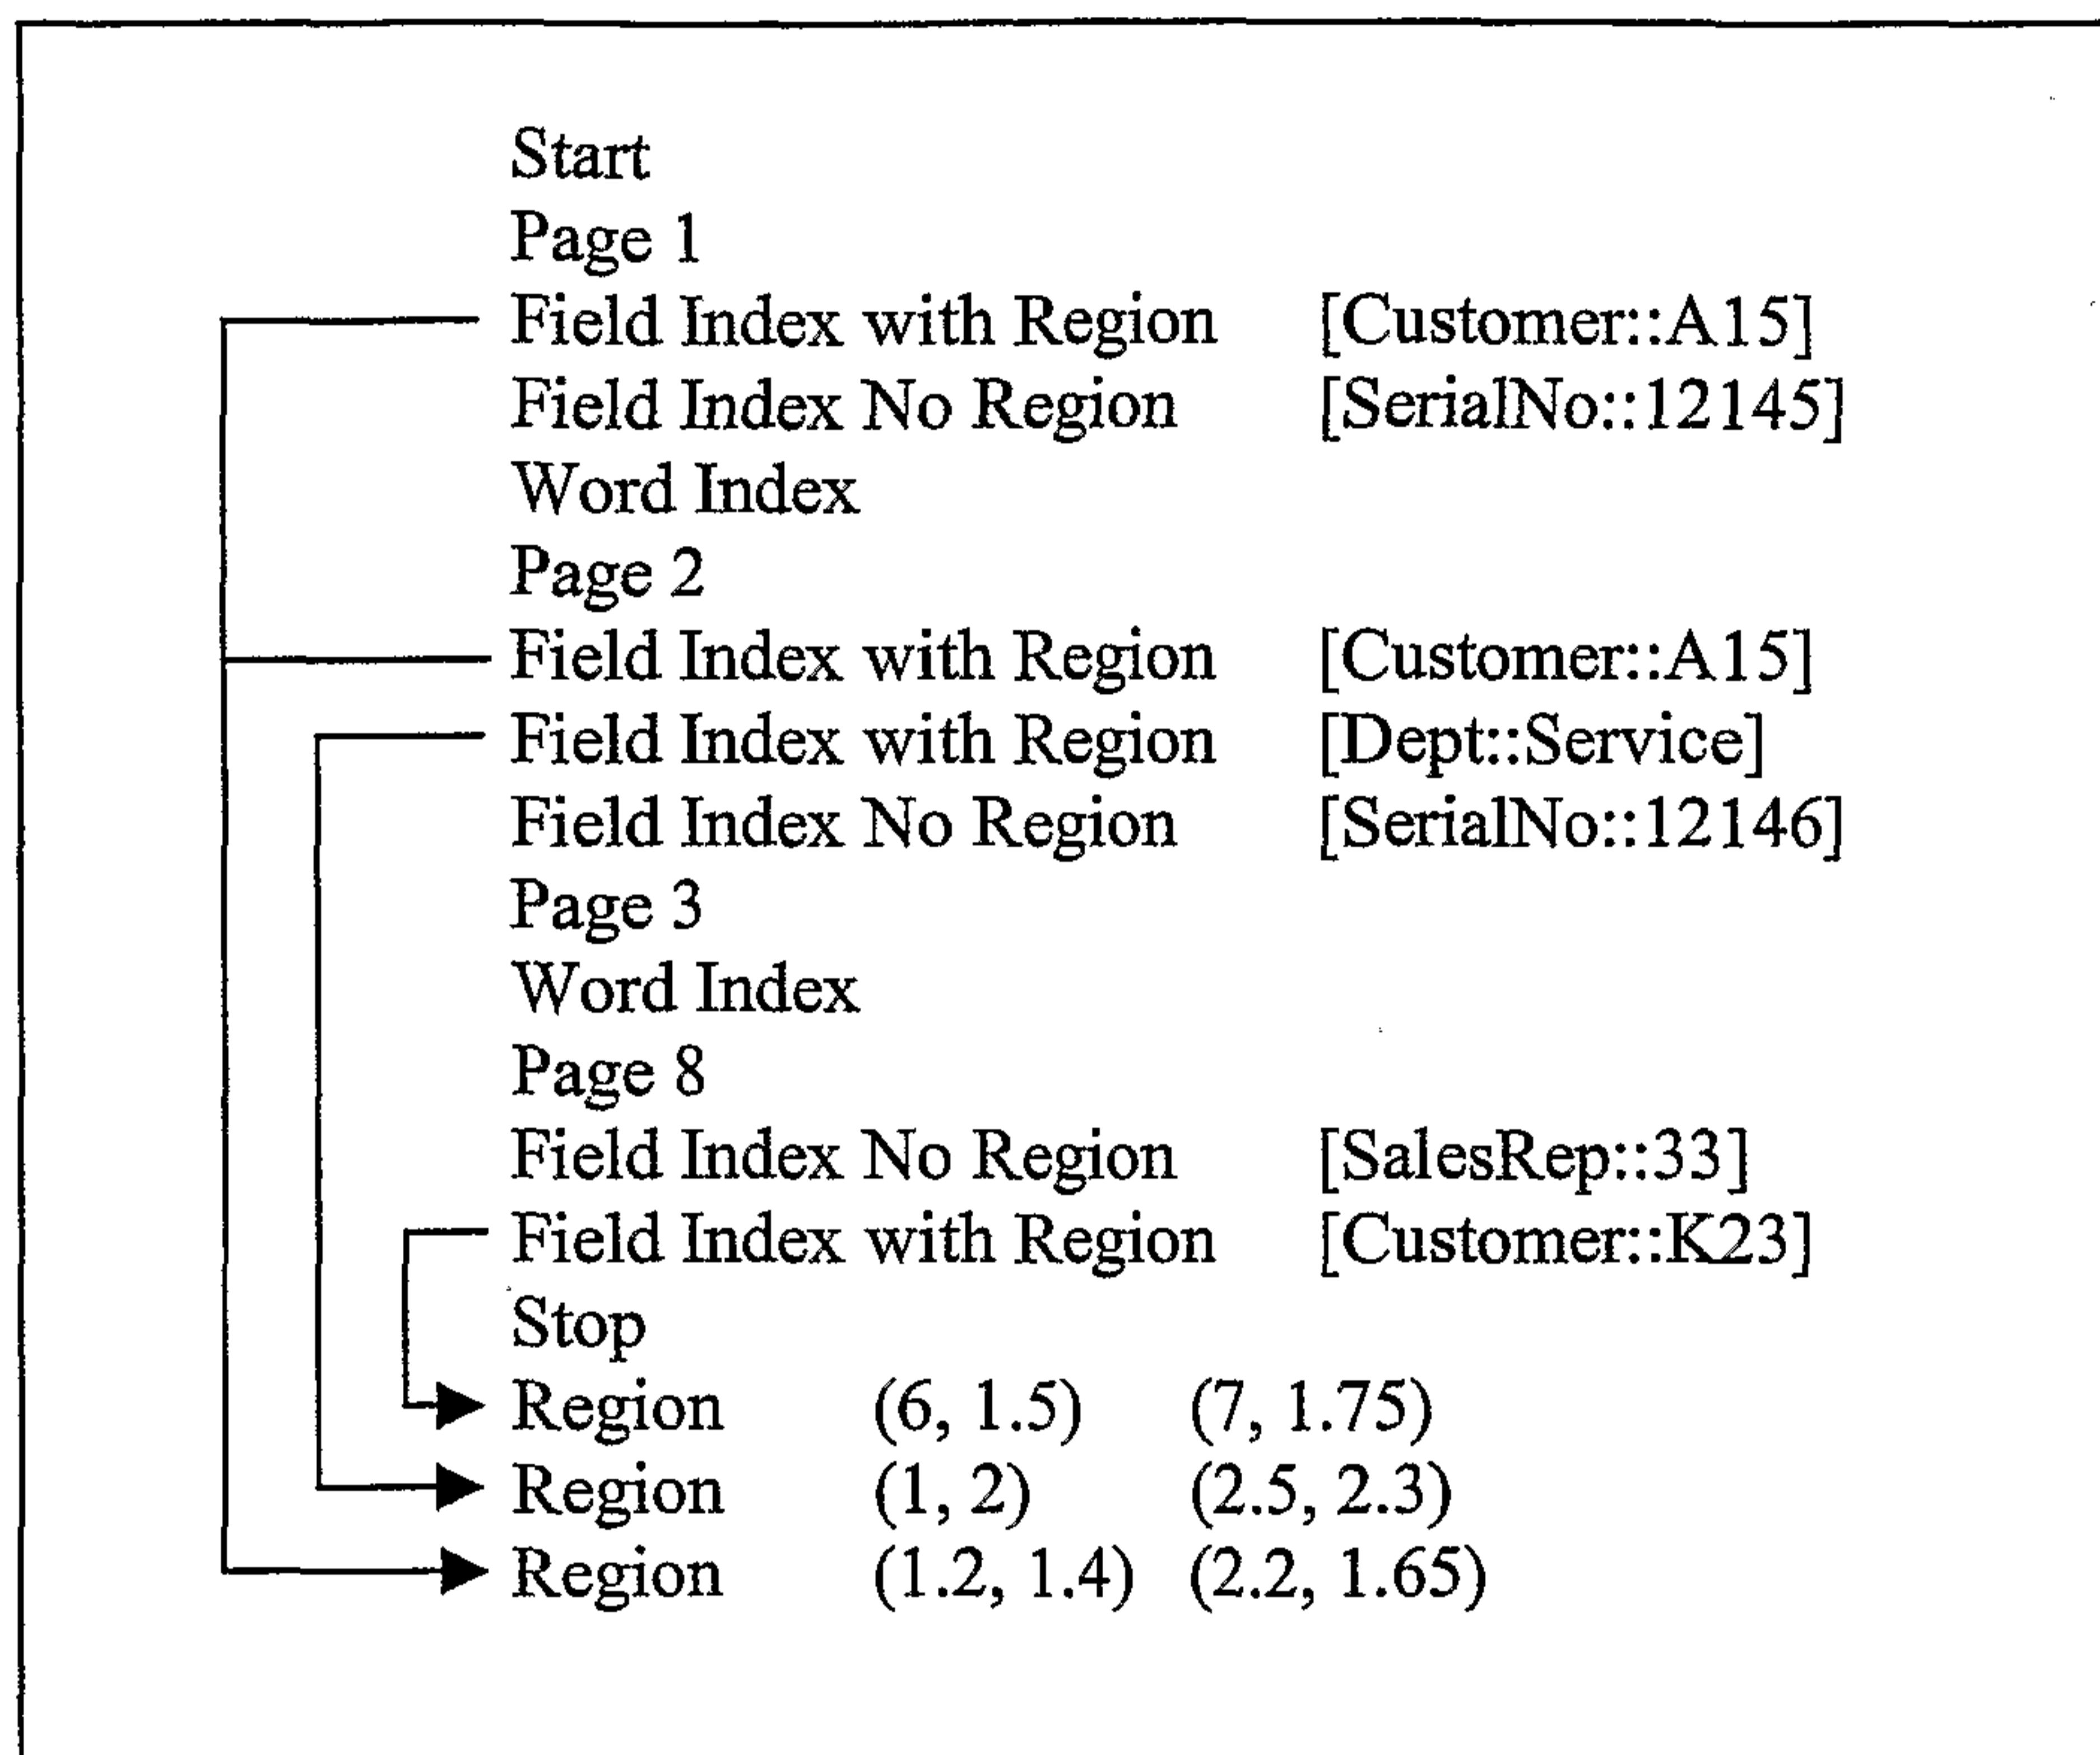 Start
Page 1
Field Index with Region [Customer::A15]
Field Index No Region [SerialNo::12145]
Word Index
Page 2
Field Index with Region [Customer::A15]
Field Index with Region [Dept::Service]
Field Index No Region [SerialNo::12146]
Page 3
Word Index
Page 8
Field Index No Region [SalesRep::33]
Field Index with Region [Customer::K23]
Stop
Region (6, 1.5) (7, 1.75)
Region (1, 2) (2.5, 2.3)
Region (1.2, 1.4) (2.2, 1.65)